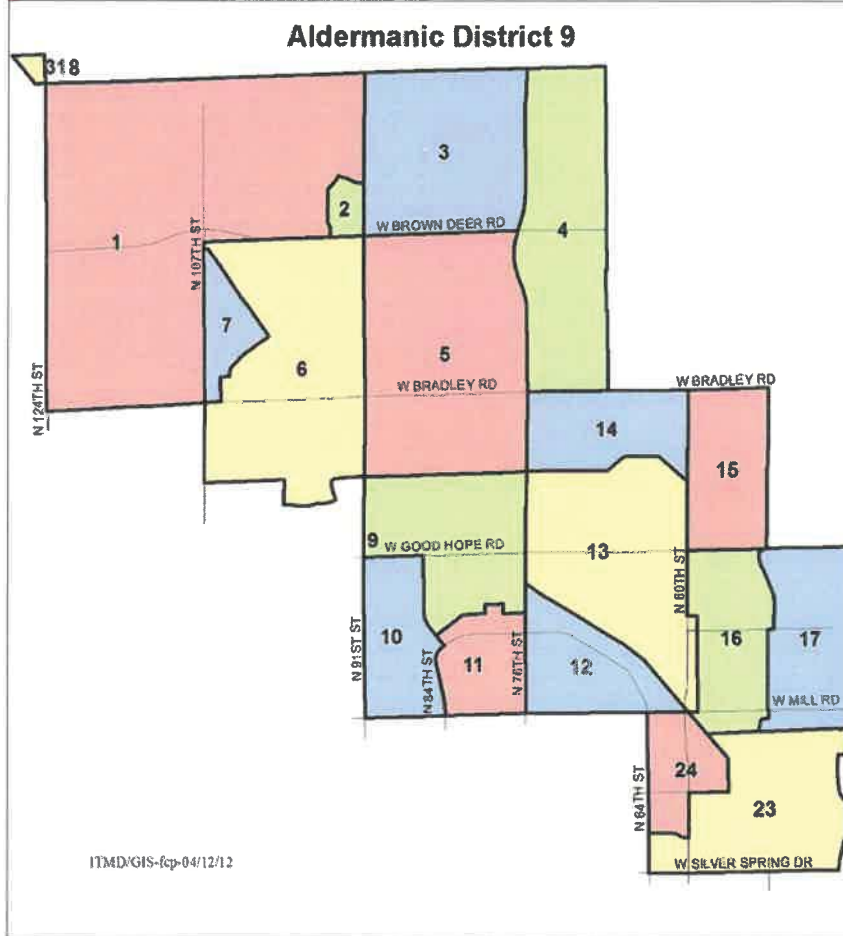 Aldermanic District 9
318
3
2
W BROWN DEER RD
4
1
N 107TH ST
7
6
5
W BRADLEY RD
W BRADLEY RD
N 124TH ST
14
15
9
W GOOD HOPE RD
13
N 60TH ST
N 91ST ST
10
N 84TH ST
11
N 76TH ST
12
16
17
W MILL RD
24
N 64TH ST
23
W SILVER SPRING DR
ITMD/GIS-fcp-04/12/12